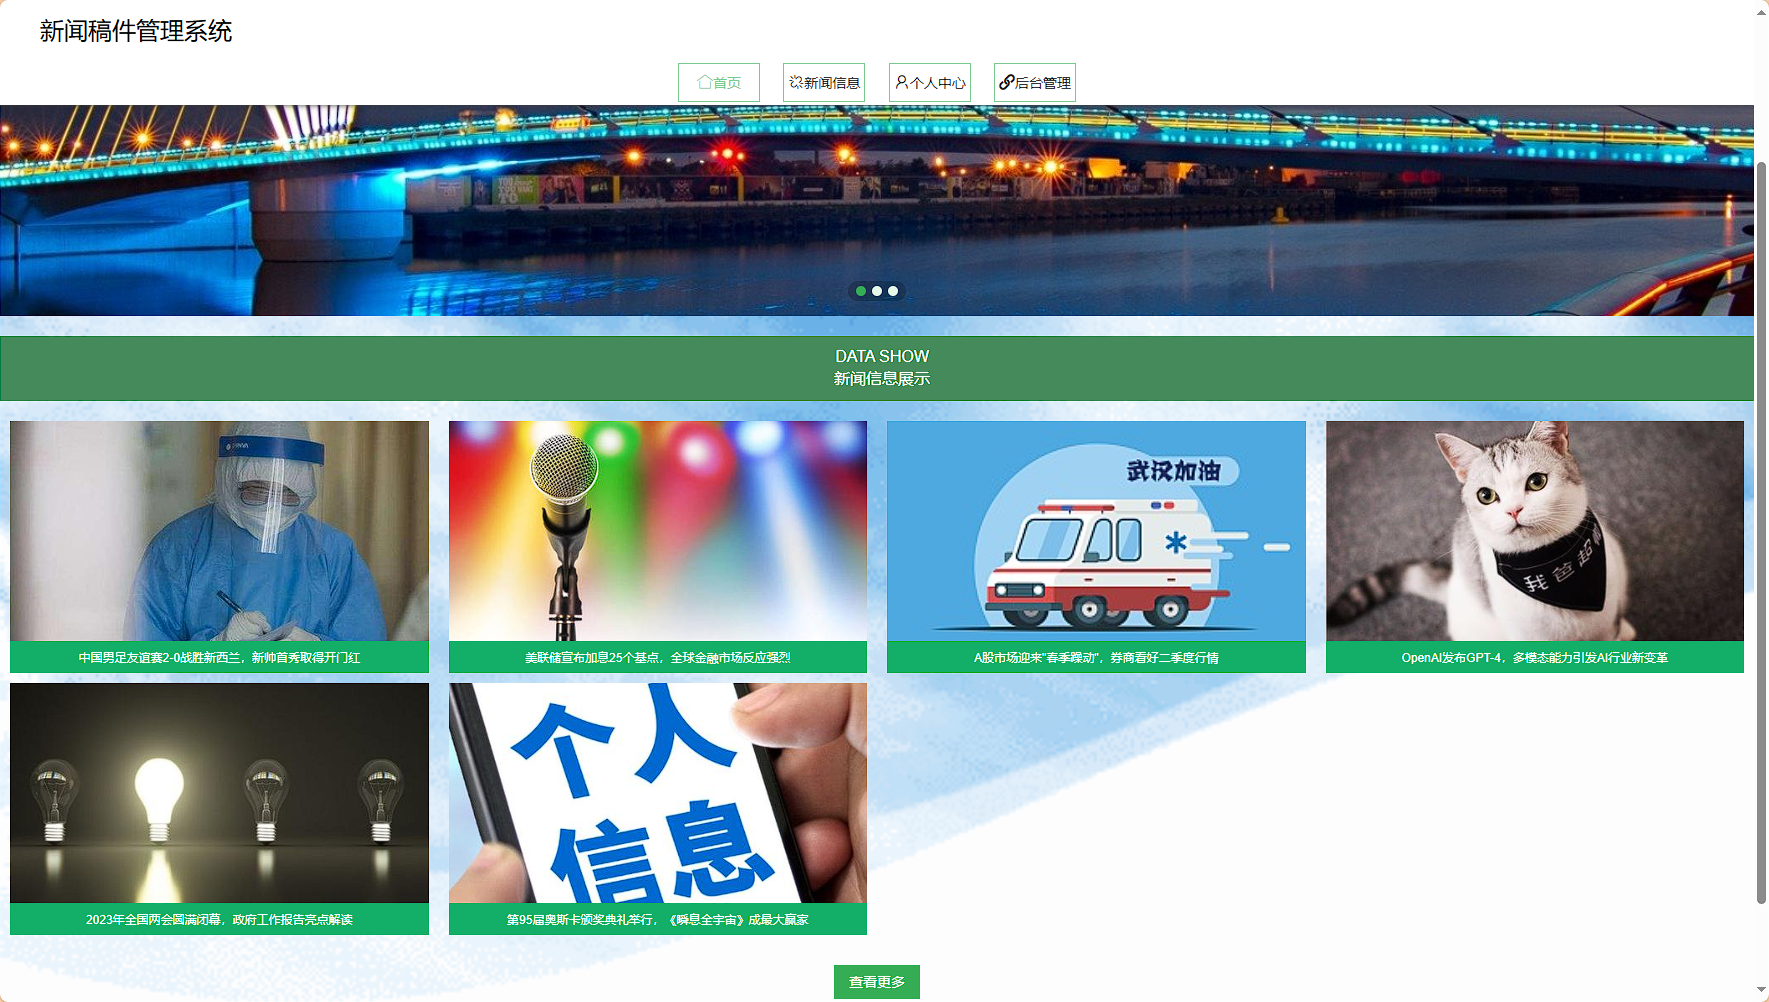 新闻稿件管理系统
首页
新闻信息
个人中心
后台管理
YOU
YOU WANT
TO
DATA SHOW
新闻信息展示
武汉加油
我爸超
中国男足友谊赛2-0战胜新西兰，新帅首秀取得开门红
美联储宣布加息25个基点，全球金融市场反应强烈
A股市场迎来"春季躁动"，券商看好二季度行情
OpenAI发布GPT-4，多模态能力引发AI行业新变革
个人
信息
2023年全国两会圆满闭幕，政府工作报告亮点解读
第95届奥斯卡颁奖典礼举行，《瞬息全宇宙》成最大赢家
查看更多